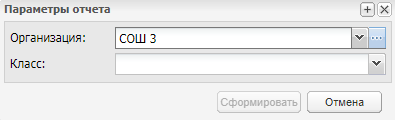 Параметры отчета
Организация: СОШ 3
Класс:
Сформировать Отмена